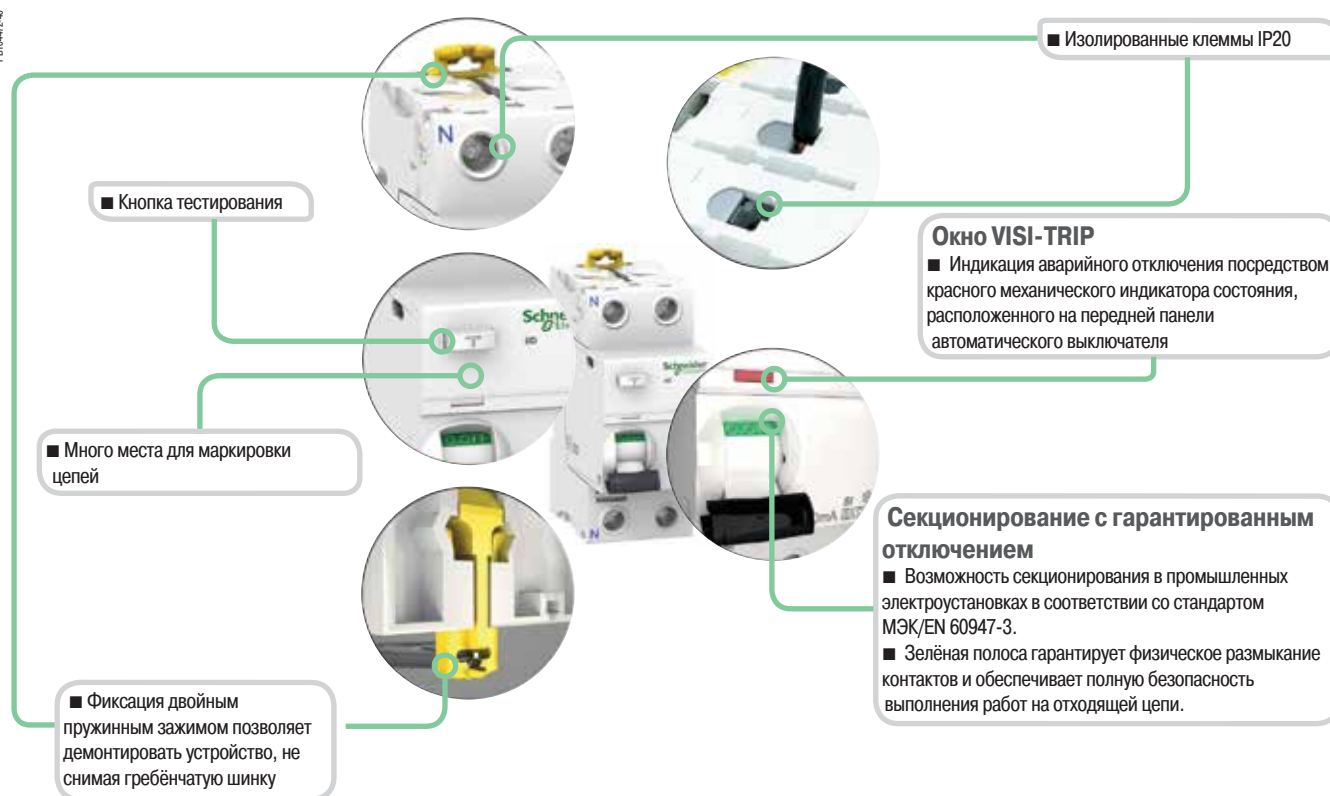 ■ Изолированные клеммы IP20
N
■ Кнопка тестирования
Окно VISI-TRIP
■ Индикация аварийного отключения посредством
красного механического индикатора состояния,
расположенного на передней панели
автоматического выключателя
Schne
N
Schneider
T
■ Много места для маркировки
цепей
N
Секционирование с гарантированным
отключением
■ Возможность секционирования в промышленных
электроустановках в соответствии со стандартом
МЭК/EN 60947-3.
■ Зелёная полоса гарантирует физическое размыкание
контактов и обеспечивает полную безопасность
выполнения работ на отходящей цепи.
■ Фиксация двойным
пружинным зажимом позволяет
демонтировать устройство, не
снимая гребёнчатую шинку